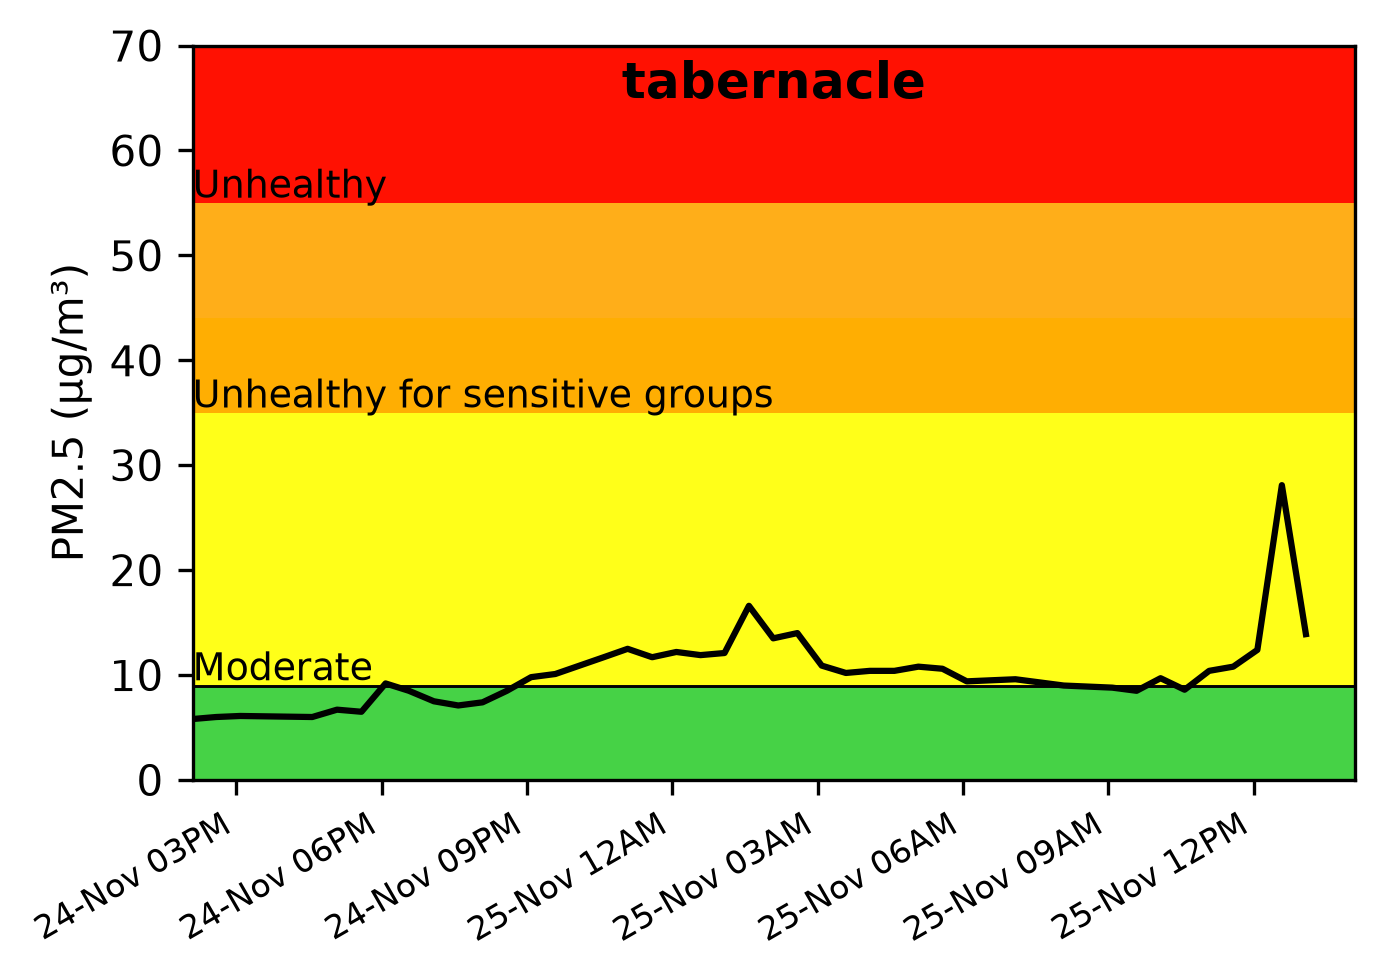 tabernacle
70
60
50
40
30
20
10
0
PM2.5 (µg/m³)
Unhealthy
Unhealthy for sensitive groups
Moderate
24-Nov 03PM
24-Nov 06PM
24-Nov 09PM
25-Nov 12AM
25-Nov 03AM
25-Nov 06AM
25-Nov 09AM
25-Nov 12PM